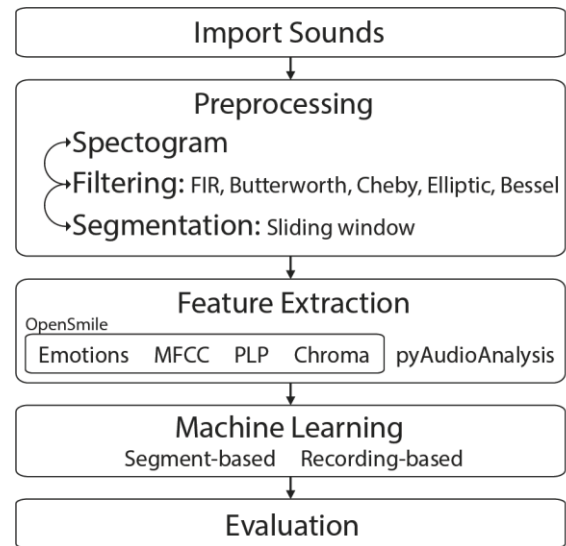 Import Sounds
Preprocessing
Spectogram
Filtering: FIR, Butterworth, Cheby, Elliptic, Bessel
Segmentation: Sliding window
Feature Extraction
OpenSmile
Emotions MFCC PLP Chroma pyAudioAnalysis
Machine Learning
Segment-based Recording-based
Evaluation